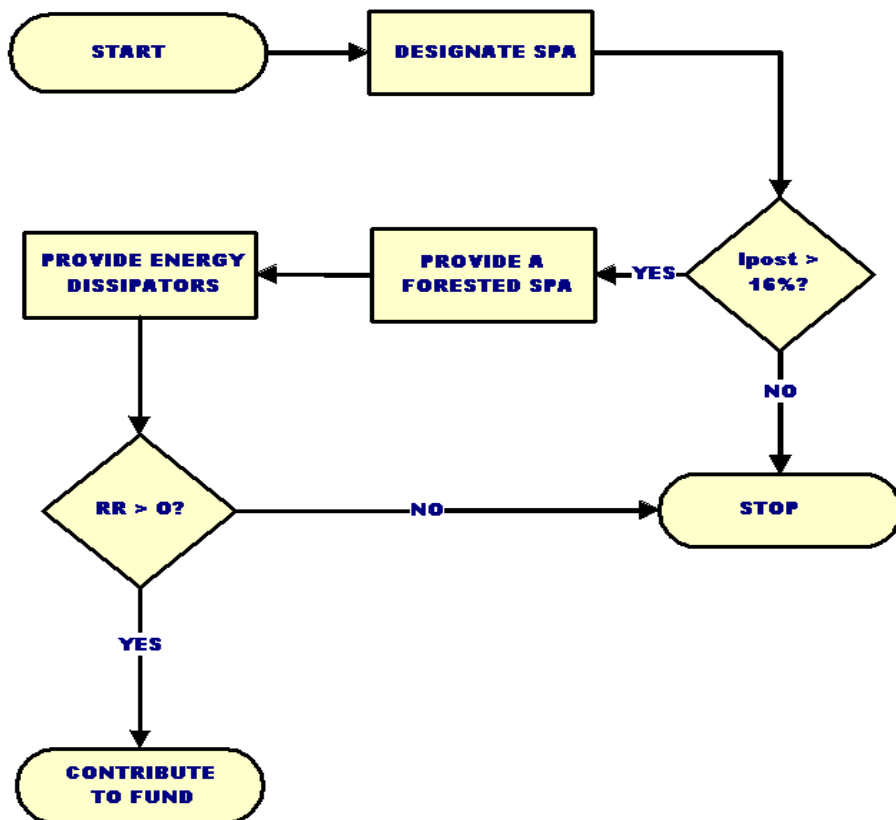 START
DESIGNATE SPA
Ipost >
16%?
YES
PROVIDE A
FORESTED SPA
PROVIDE ENERGY
DISSIPATORS
NO
RR > 0?
NO
STOP
YES
CONTRIBUTE
TO FUND